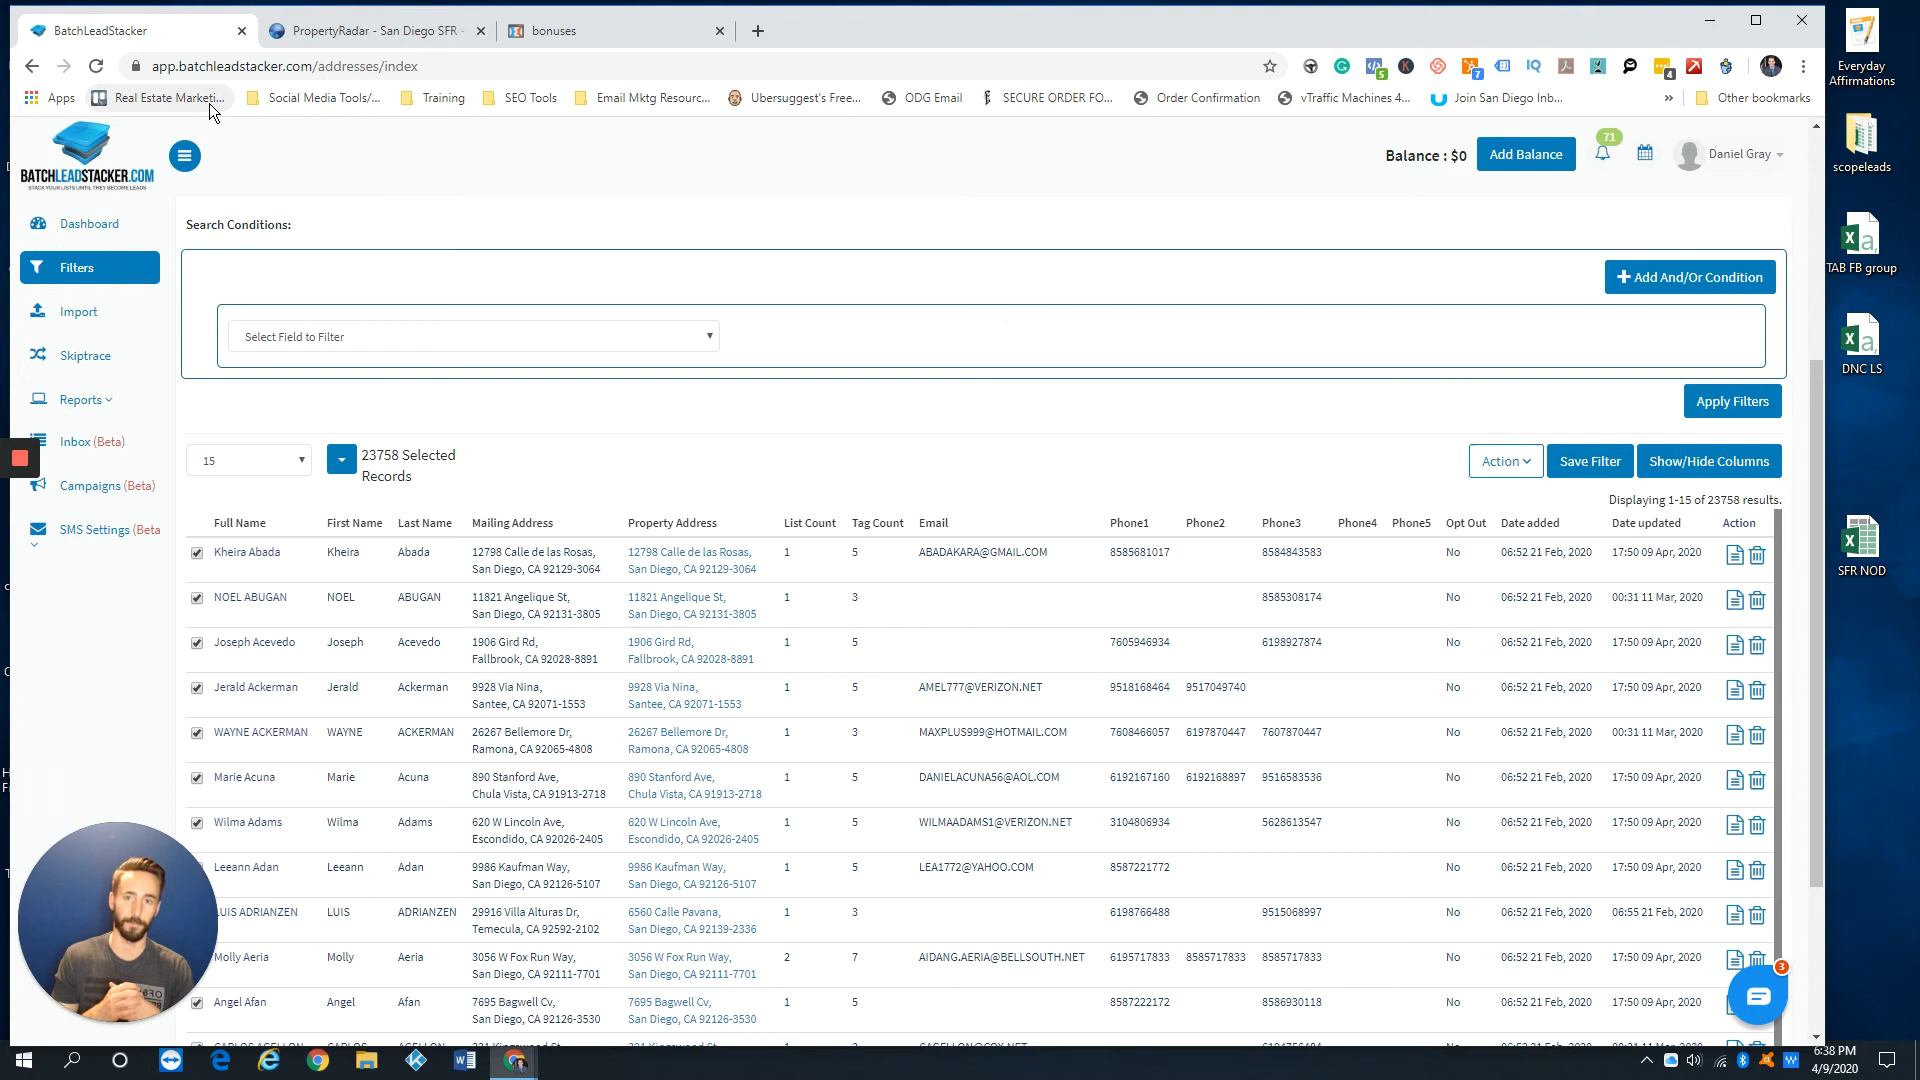 BatchLeadStacker
PropertyRadar - San Diego SFR -
bonuses
app.batchleadstacker.com/addresses/index
5
7
4
Apps
Real Estate Marketi...
Social Media Tools/...
Training
SEO Tools
Email Mktg Resourc...
Ubersuggest's Free...
ODG Email
SECURE ORDER FO...
Order Confirmation
vTraffic Machines 4...
Join San Diego Inb...
»
Other bookmarks
BATCHLEADSTACKER.COM
STACK YOUR LISTS UNTIL THEY BECOME LEADS
Balance : $0
Add Balance
71
Daniel Gray
Dashboard
Filters
Import
Skiptrace
Reports
Inbox (Beta)
Campaigns (Beta)
SMS Settings (Beta
Search Conditions:
Add And/Or Condition
Select Field to Filter
Apply Filters
15
23758 Selected
Records
Action
Save Filter
Show/Hide Columns
Displaying 1-15 of 23758 results.
Full Name First Name Last Name Mailing Address Property Address List Count Tag Count Email Phone1 Phone2 Phone3 Phone4 Phone5 Opt Out Date added Date updated Action
Kheira Abada Kheira Abada 12798 Calle de las Rosas, 12798 Calle de las Rosas, 1 5 ABADAKARA@GMAIL.COM 8585681017 8584843583 No 06:52 21 Feb, 2020 17:50 09 Apr, 2020
San Diego, CA 92129-3064 San Diego, CA 92129-3064
NOEL ABUGAN NOEL ABUGAN 11821 Angelique St, 11821 Angelique St, 1 3 8585308174 No 06:52 21 Feb, 2020 00:31 11 Mar, 2020
San Diego, CA 92131-3805 San Diego, CA 92131-3805
Joseph Acevedo Joseph Acevedo 1906 Gird Rd, 1906 Gird Rd, 1 5 7605946934 6198927874 No 06:52 21 Feb, 2020 17:50 09 Apr, 2020
Fallbrook, CA 92028-8891 Fallbrook, CA 92028-8891
Jerald Ackerman Jerald Ackerman 9928 Via Nina, 9928 Via Nina, 1 5 AMEL777@VERIZON.NET 9518168464 9517049740 No 06:52 21 Feb, 2020 17:50 09 Apr, 2020
Santee, CA 92071-1553 Santee, CA 92071-1553
WAYNE ACKERMAN WAYNE ACKERMAN 26267 Bellemore Dr, 26267 Bellemore Dr, 1 3 MAXPLUS999@HOTMAIL.COM 7608466057 6197870447 7607870447 No 06:52 21 Feb, 2020 00:31 11 Mar, 2020
Ramona, CA 92065-4808 Ramona, CA 92065-4808
Marie Acuna Marie Acuna 890 Stanford Ave, 890 Stanford Ave, 1 5 DANIELACUNA56@AOL.COM 6192167160 6192168897 9516583536 No 06:52 21 Feb, 2020 17:50 09 Apr, 2020
Chula Vista, CA 91913-2718 Chula Vista, CA 91913-2718
Wilma Adams Wilma Adams 620 W Lincoln Ave, 620 W Lincoln Ave, 1 5 WILMAADAMS1@VERIZON.NET 3104806934 5628613547 No 06:52 21 Feb, 2020 17:50 09 Apr, 2020
Escondido, CA 92026-2405 Escondido, CA 92026-2405
Leeann Adan Leeann Adan 9986 Kaufman Way, 9986 Kaufman Way, 1 5 LEA1772@YAHOO.COM 8587221772 No 06:52 21 Feb, 2020 17:50 09 Apr, 2020
San Diego, CA 92126-5107 San Diego, CA 92126-5107
LUIS ADRIANZEN LUIS ADRIANZEN 29916 Villa Alturas Dr, 6560 Calle Pavana, 1 3 6198766488 9515068997 No 06:52 21 Feb, 2020 06:55 21 Feb, 2020
Temecula, CA 92592-2102 San Diego, CA 92139-2336
Molly Aeria Molly Aeria 3056 W Fox Run Way, 3056 W Fox Run Way, 2 7 AIDANG.AERIA@BELLSOUTH.NET 6195717833 8585717833 8585717833 No 06:52 21 Feb, 2020 17:50 09 Apr, 2020
San Diego, CA 92111-7701 San Diego, CA 92111-7701
Angel Afan Angel Afan 7695 Bagwell Cv, 7695 Bagwell Cv, 1 5 8587222172 8586930118 No 06:52 21 Feb, 2020 17:50 09 Apr, 2020
San Diego, CA 92126-3530 San Diego, CA 92126-3530
3
Everyday
Affirmations
scopeleads
TAB FB group
DNC LS
SFR NOD
6:38 PM
4/9/2020